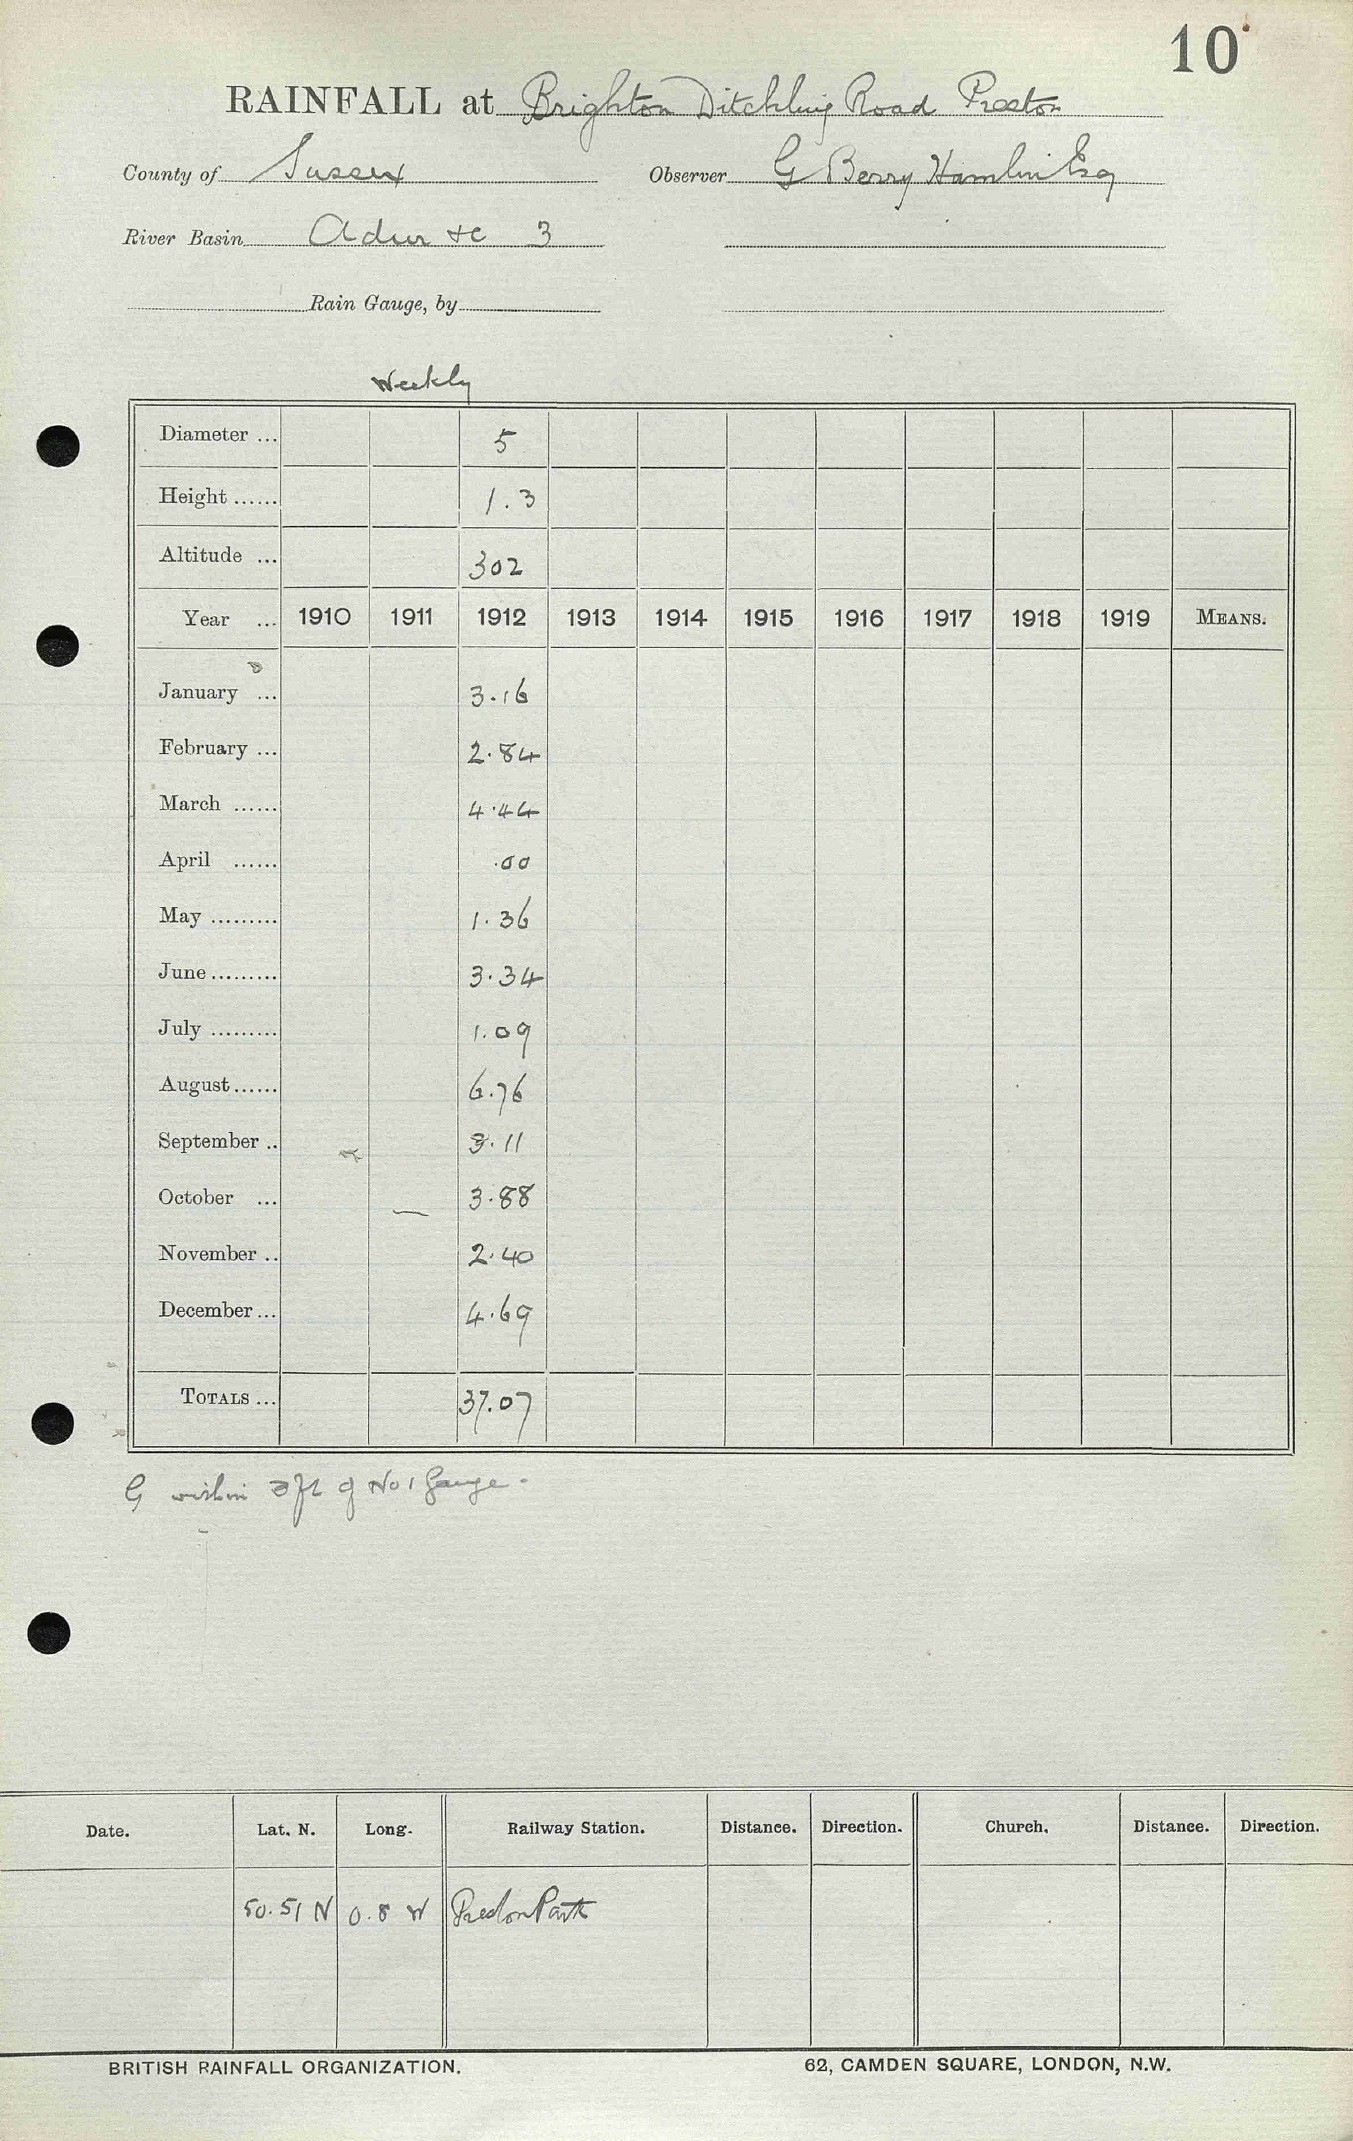 10
RAINFALL at Brighton Ditchling Road Preston
County of Sussex Observer G Berry Hamlin Esq
River Basin Adur &c 3
Rain Gauge, by
Weekly
Diameter ... 5
Height ...... 1.3
Altitude ... 302
Year ... 1910 1911 1912 1913 1914 1915 1916 1917 1918 1919 MEANS.
January ... 3.16
February ... 2.84
March ...... 4.44
April ...... .00
May ......... 1.36
June ......... 3.34
July ......... 1.09
August ...... 6.76
September .. 3.11
October ... 3.88
November .. 2.40
December ... 4.69
TOTALS ... 37.07
G within ft of No 1 Gauge.
Date. Lat. N. Long. Railway Station. Distance. Direction. Church. Distance. Direction.
50.51 N 0.8 W Preston Park
BRITISH RAINFALL ORGANIZATION. 62, CAMDEN SQUARE, LONDON, N.W.